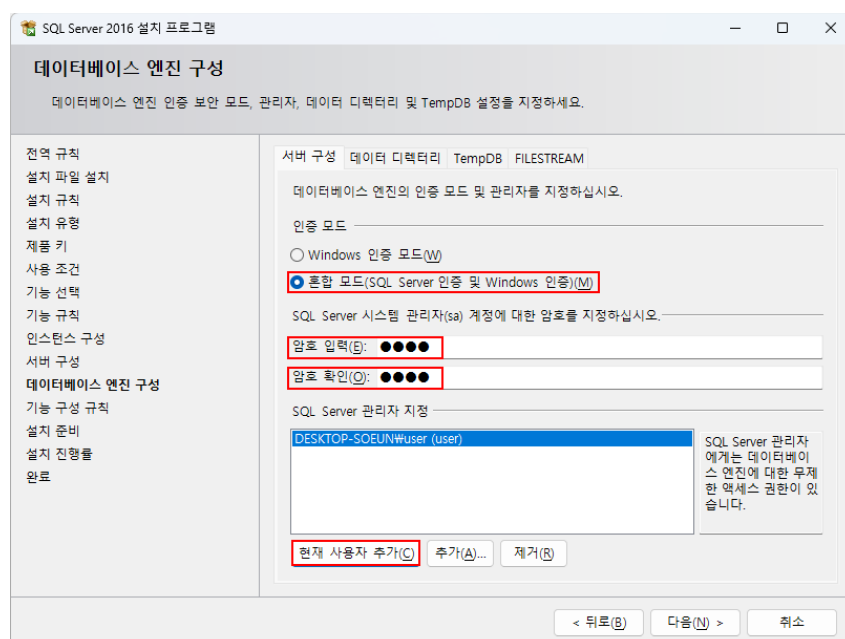 SQL Server 2016 설치 프로그램
데이터베이스 엔진 구성
데이터베이스 엔진 인증 보안 모드, 관리자, 데이터 디렉터리 및 TempDB 설정을 지정하세요.
전역 규칙
설치 파일 설치
설치 규칙
설치 유형
제품 키
사용 조건
기능 선택
기능 규칙
인스턴스 구성
서버 구성
데이터베이스 엔진 구성
기능 구성 규칙
설치 준비
설치 진행률
완료
서버 구성 데이터 디렉터리 TempDB FILESTREAM
데이터베이스 엔진의 인증 모드 및 관리자를 지정하십시오.
인증 모드
Windows 인증 모드(W)
혼합 모드(SQL Server 인증 및 Windows 인증)(M)
SQL Server 시스템 관리자(sa) 계정에 대한 암호를 지정하십시오.
암호 입력(E): ●●●●
암호 확인(O): ●●●●
SQL Server 관리자 지정
DESKTOP-SOEUN₩user (user)
SQL Server 관리자
에게는 데이터베이
스 엔진에 대한 무제
한 액세스 권한이 있
습니다.
현재 사용자 추가(C) 추가(A)... 제거(R)
< 뒤로(B) 다음(N) > 취소